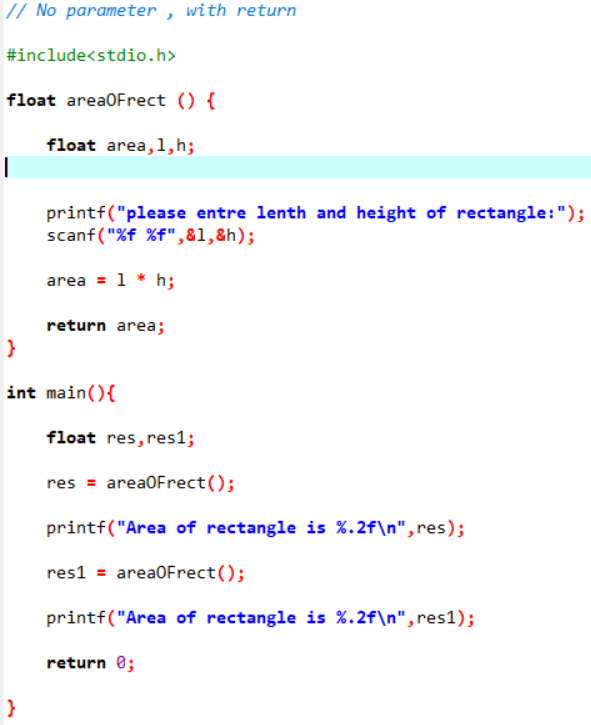 // No parameter , with return
#include<stdio.h>
float areaOFrect () {
float area,l,h;
printf("please entre lenth and height of rectangle:");
scanf("%f %f",&l,&h);
area = l * h;
return area;
}
int main(){
float res,res1;
res = areaOFrect();
printf("Area of rectangle is %.2f\n",res);
res1 = areaOFrect();
printf("Area of rectangle is %.2f\n",res1);
return 0;
}